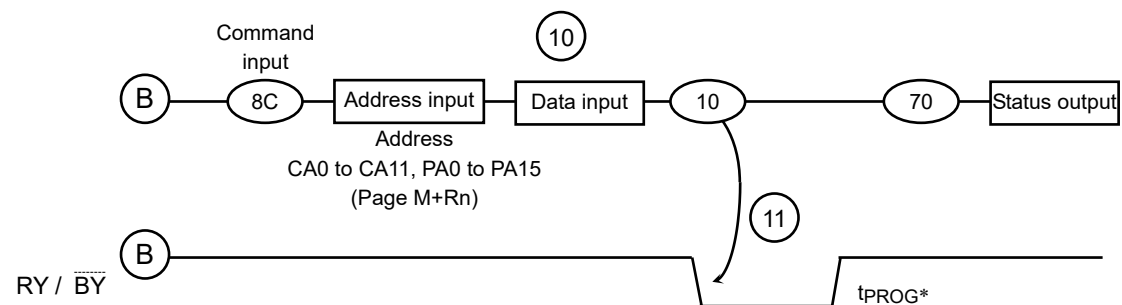 Command
input
10
B
8C
Address input
Data input
10
70
Status output
Address
CA0 to CA11, PA0 to PA15
(Page M+Rn)
11
B
RY / BY
tPROG*